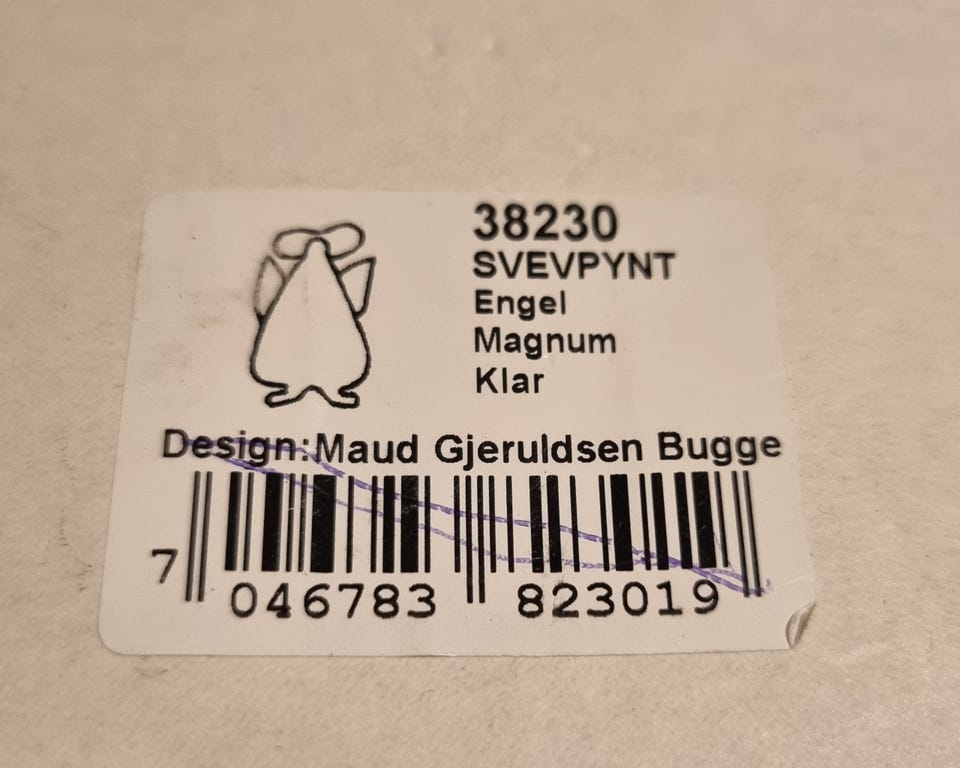 38230
SVEVPYNT
Engel
Magnum
Klar
Design:Maud Gjeruldsen Bugge
7 046783 823019